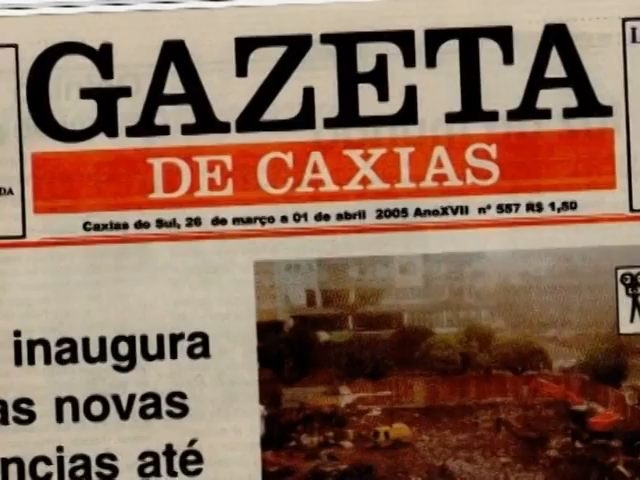 GAZETA
DE CAXIAS
Caxias do Sul, 26 de março a 01 de abril 2005 AnoXVII nº 557 R$ 1,50
DA
L
inaugura
as novas
ncias até